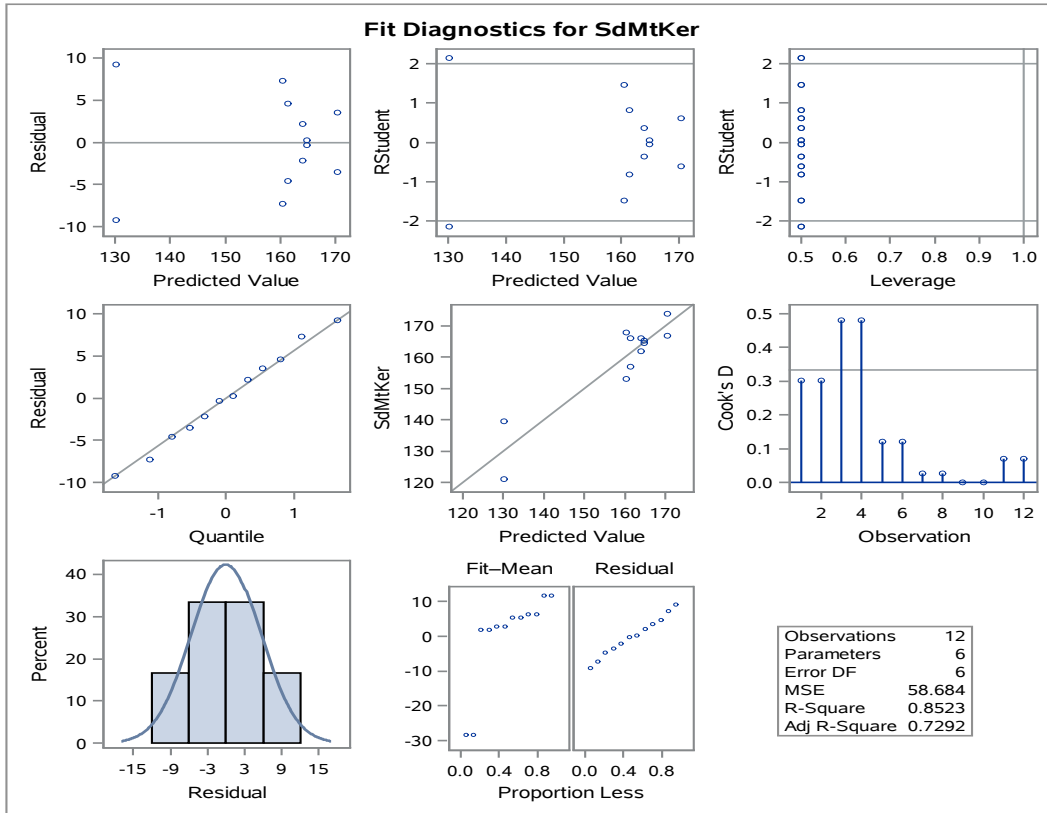 Fit Diagnostics for SdMtKer
10
5
0
-5
-10
Residual
130 140 150 160 170
Predicted Value
2
1
0
-1
-2
RStudent
130 140 150 160 170
Predicted Value
2
1
0
-1
-2
RStudent
0.5 0.6 0.7 0.8 0.9 1.0
Leverage
10
5
0
-5
-10
Residual
-1 0 1
Quantile
170
160
150
140
130
120
SdMtKer
120 130 140 150 160 170
Predicted Value
0.5
0.4
0.3
0.2
0.1
0.0
Cook's D
2 4 6 8 10 12
Observation
40
30
20
10
0
Percent
-15 -9 -3 3 9 15
Residual
Fit–Mean Residual
10
0
-10
-20
-30
0.0 0.4 0.8 0.0 0.4 0.8
Proportion Less
Observations 12
Parameters 6
Error DF 6
MSE 58.684
R-Square 0.8523
Adj R-Square 0.7292